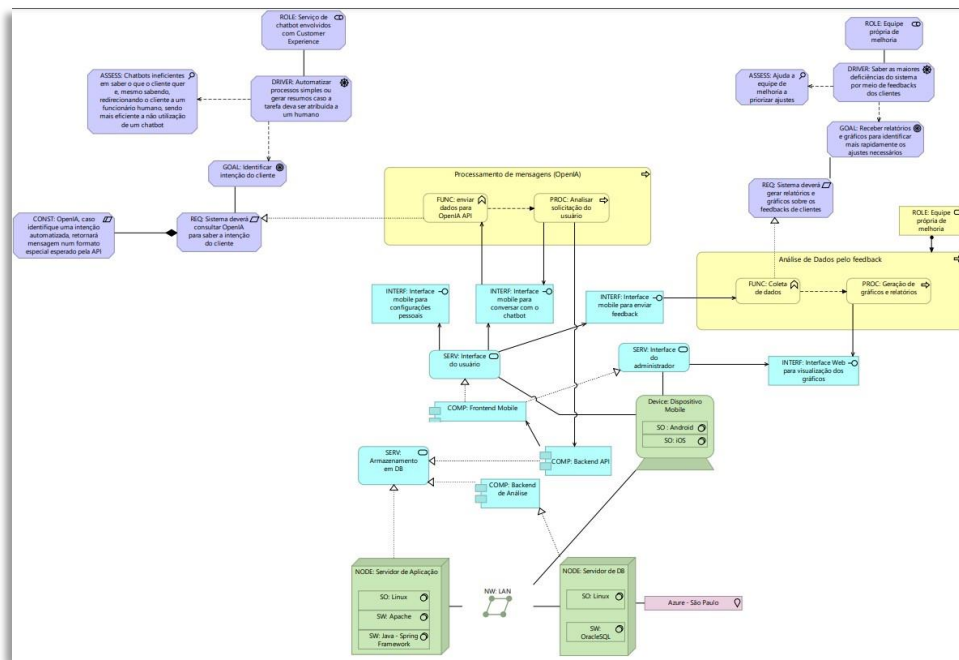 ROLE: Serviço de
chatbot envolvidos
com Customer
Experience
ROLE: Equipe
própria de
melhoria
ASSESS: Chatbots ineficientes
em saber o que o cliente quer
e, mesmo sabendo,
redirecionando o cliente a um
funcionário humano, sendo
mais eficiente a não utilização
de um chatbot
DRIVER: Automatizar
processos simples ou
gerar resumos caso a
tarefa deva ser atribuída a
um humano
ASSESS: Ajuda a
equipe de
melhoria a
priorizar ajustes
DRIVER: Saber as maiores
deficiências do sistema
por meio de feedbacks
dos clientes
GOAL: Receber relatórios
e gráficos para identificar
mais rapidamente os
ajustes necessários
GOAL: Identificar
intenção do cliente
Processamento de mensagens (OpenIA)
FUNC: enviar
dados para
OpenIA API
PROC: Analisar
solicitação do
usuário
REQ: Sistema deverá
gerar relatórios e
gráficos sobre os
feedbacks de clientes
CONST: OpenIA, caso
identifique uma intenção
automatizada, retornará
mensagem num formato
especial esperado pela API
REQ: Sistema deverá
consultar OpenIA
para saber a intenção
do cliente
ROLE: Equipe
própria de
melhoria
Análise de Dados pelo feedback
FUNC: Coleta
de dados
PROC: Geração de
gráficos e relatórios
INTERF: Interface
mobile para
configurações
pessoais
INTERF: Interface
mobile para
conversar com o
chatbot
INTERF: Interface
mobile para enviar
feedback
SERV: Interface
do usuário
SERV: Interface
do
administrador
INTERF: Interface Web
para visualização dos
gráficos
COMP: Frontend Mobile
Device: Dispositivo
Mobile
SO : Android
SO: iOS
SERV:
Armazenamento
em DB
COMP: Backend API
COMP: Backend
de Análise
NODE: Servidor de Aplicação
SO: Linux
SW: Apache
SW: Java - Spring
Framework
NW: LAN
NODE: Servidor de DB
SO: Linux
SW:
OracleSQL
Azure - São Paulo